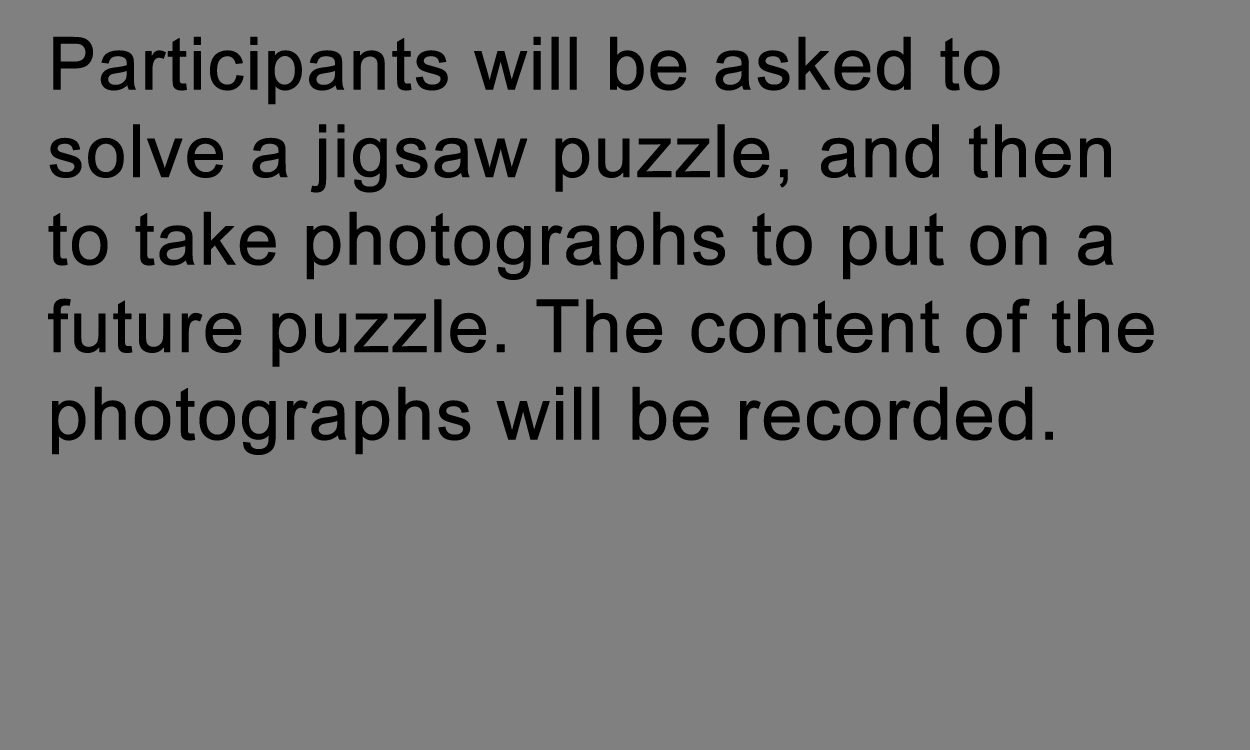 Participants will be asked to
solve a jigsaw puzzle, and then
to take photographs to put on a
future puzzle. The content of the
photographs will be recorded.